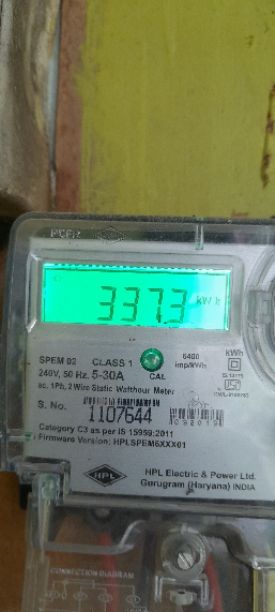 337.3 kWh
SPEM 02 CLASS 1 6400 kWh
240V, 50 Hz. 5-30A CAL imp/kWh
ac, 1Ph, 2 Wire Static Watthour Meter
S. No. 1107644
Category C3 as per IS 15959:2011
Firmware Version: HPLSPEM6XXX01
HPL HPL Electric & Power Ltd.
Gurugram (Haryana) INDIA
CONNECTION DIAGRAM